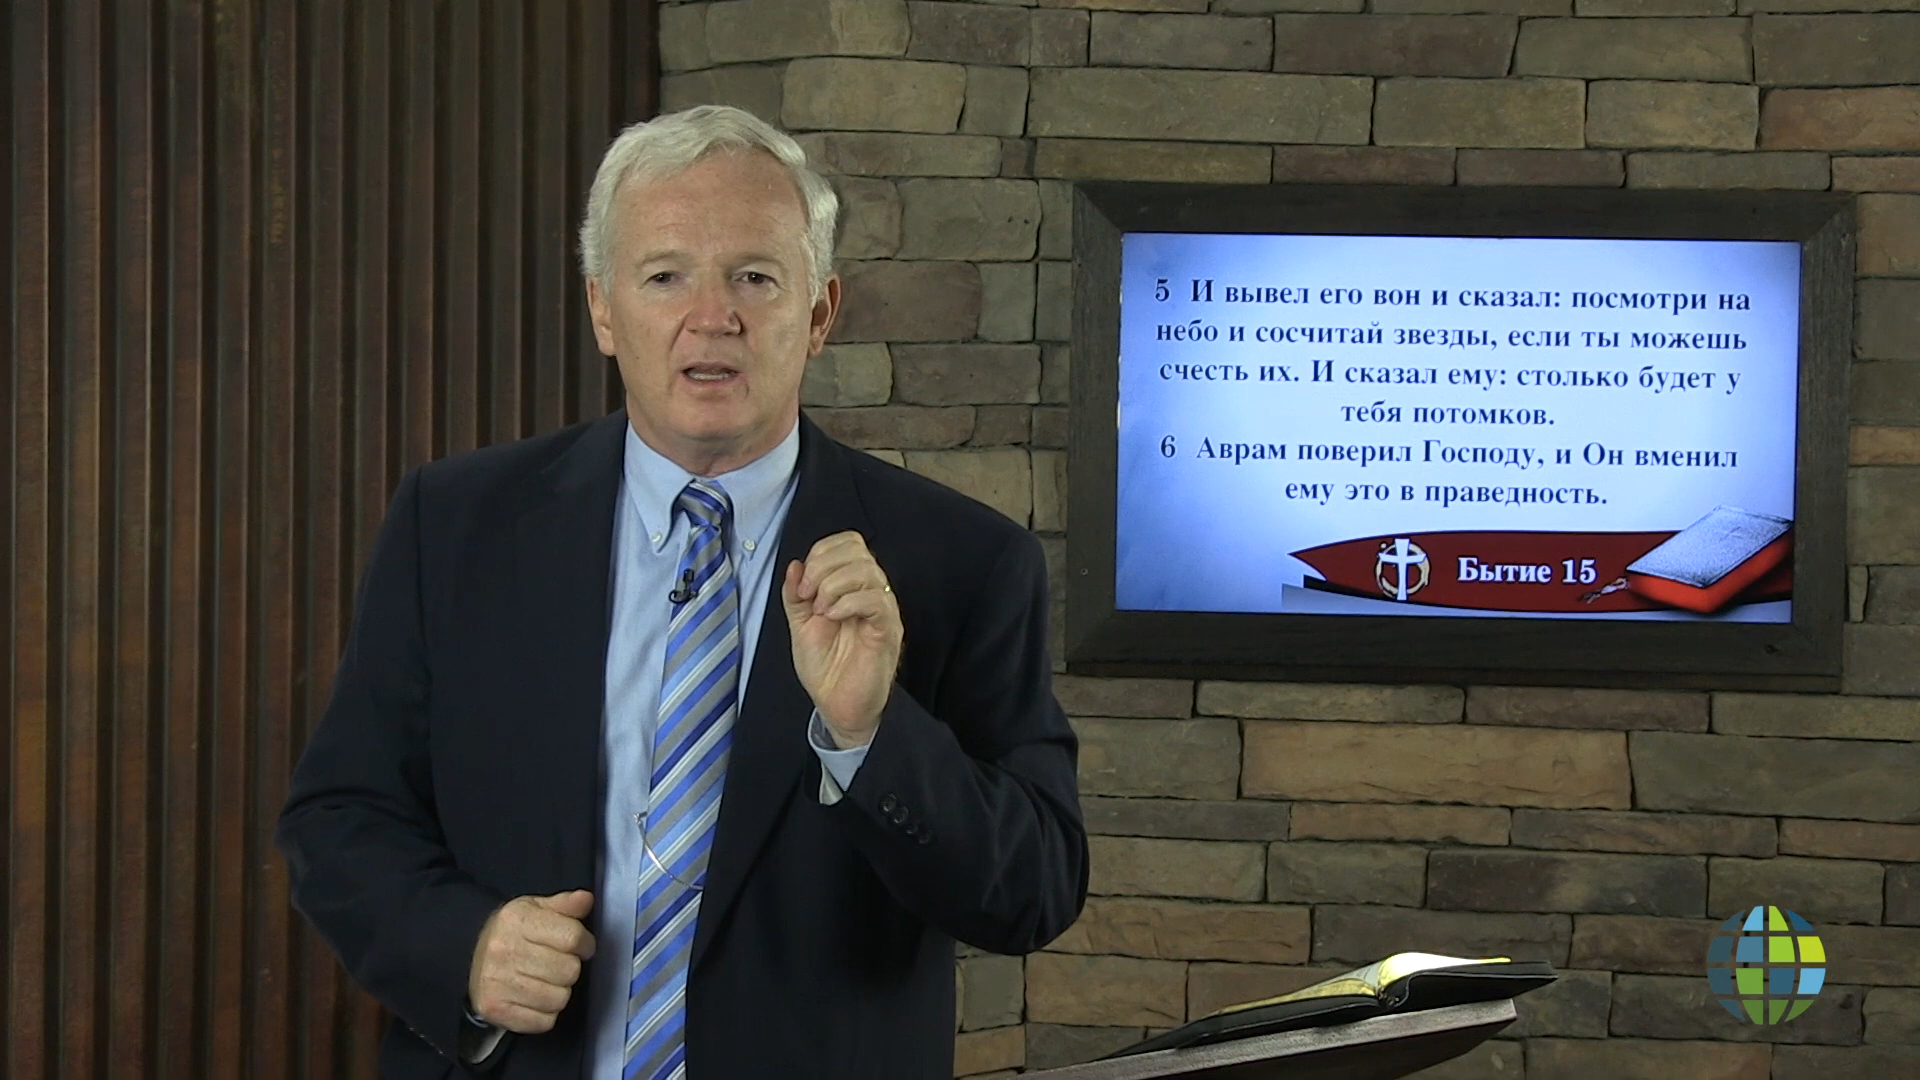 5 И вывел его вон и сказал: посмотри на
небо и сосчитай звезды, если ты можешь
счесть их. И сказал ему: столько будет у
тебя потомков.
6 Аврам поверил Господу, и Он вменил
ему это в праведность.
Бытие 15